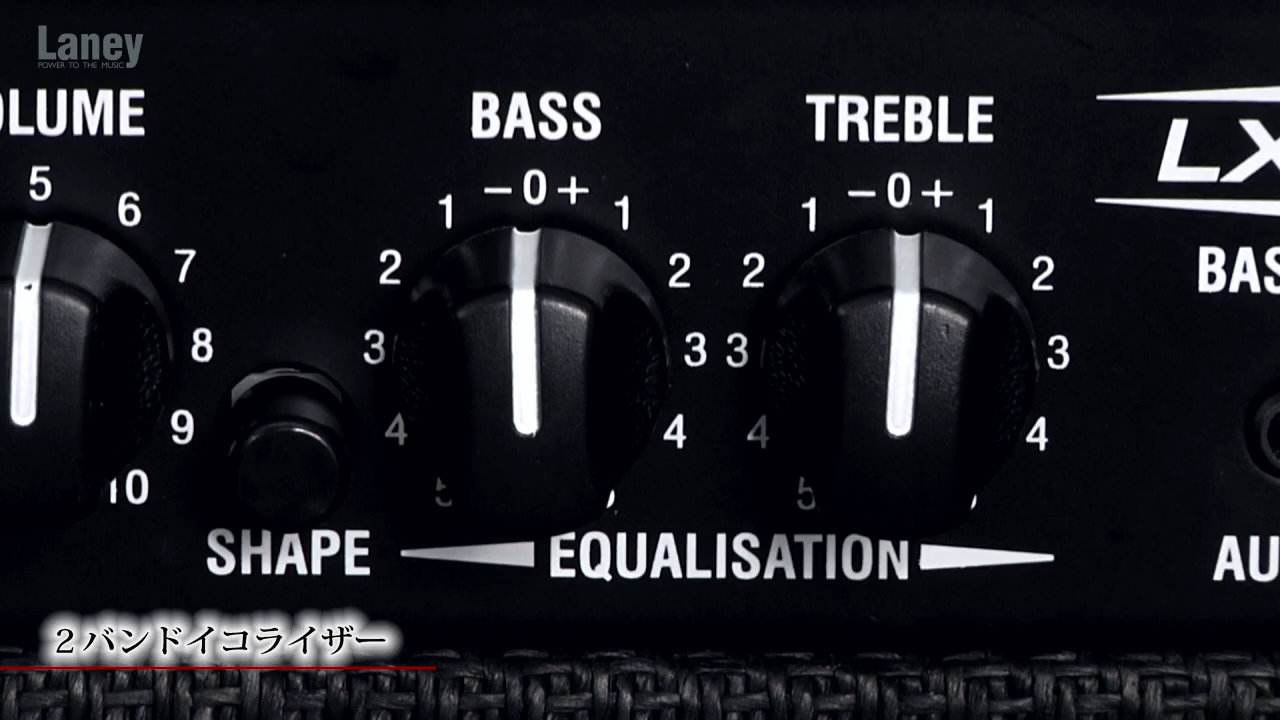 Laney
POWER TO THE MUSIC
OLUME
BASS
TREBLE
LX
5 6 7 8 9 10
1 2 3 4 5 − 0 + 1 2 3 4
1 2 3 4 5 − 0 + 1 2 3 4
BAS
SHAPE
EQUALISATION
AU
２バンドイコライザー